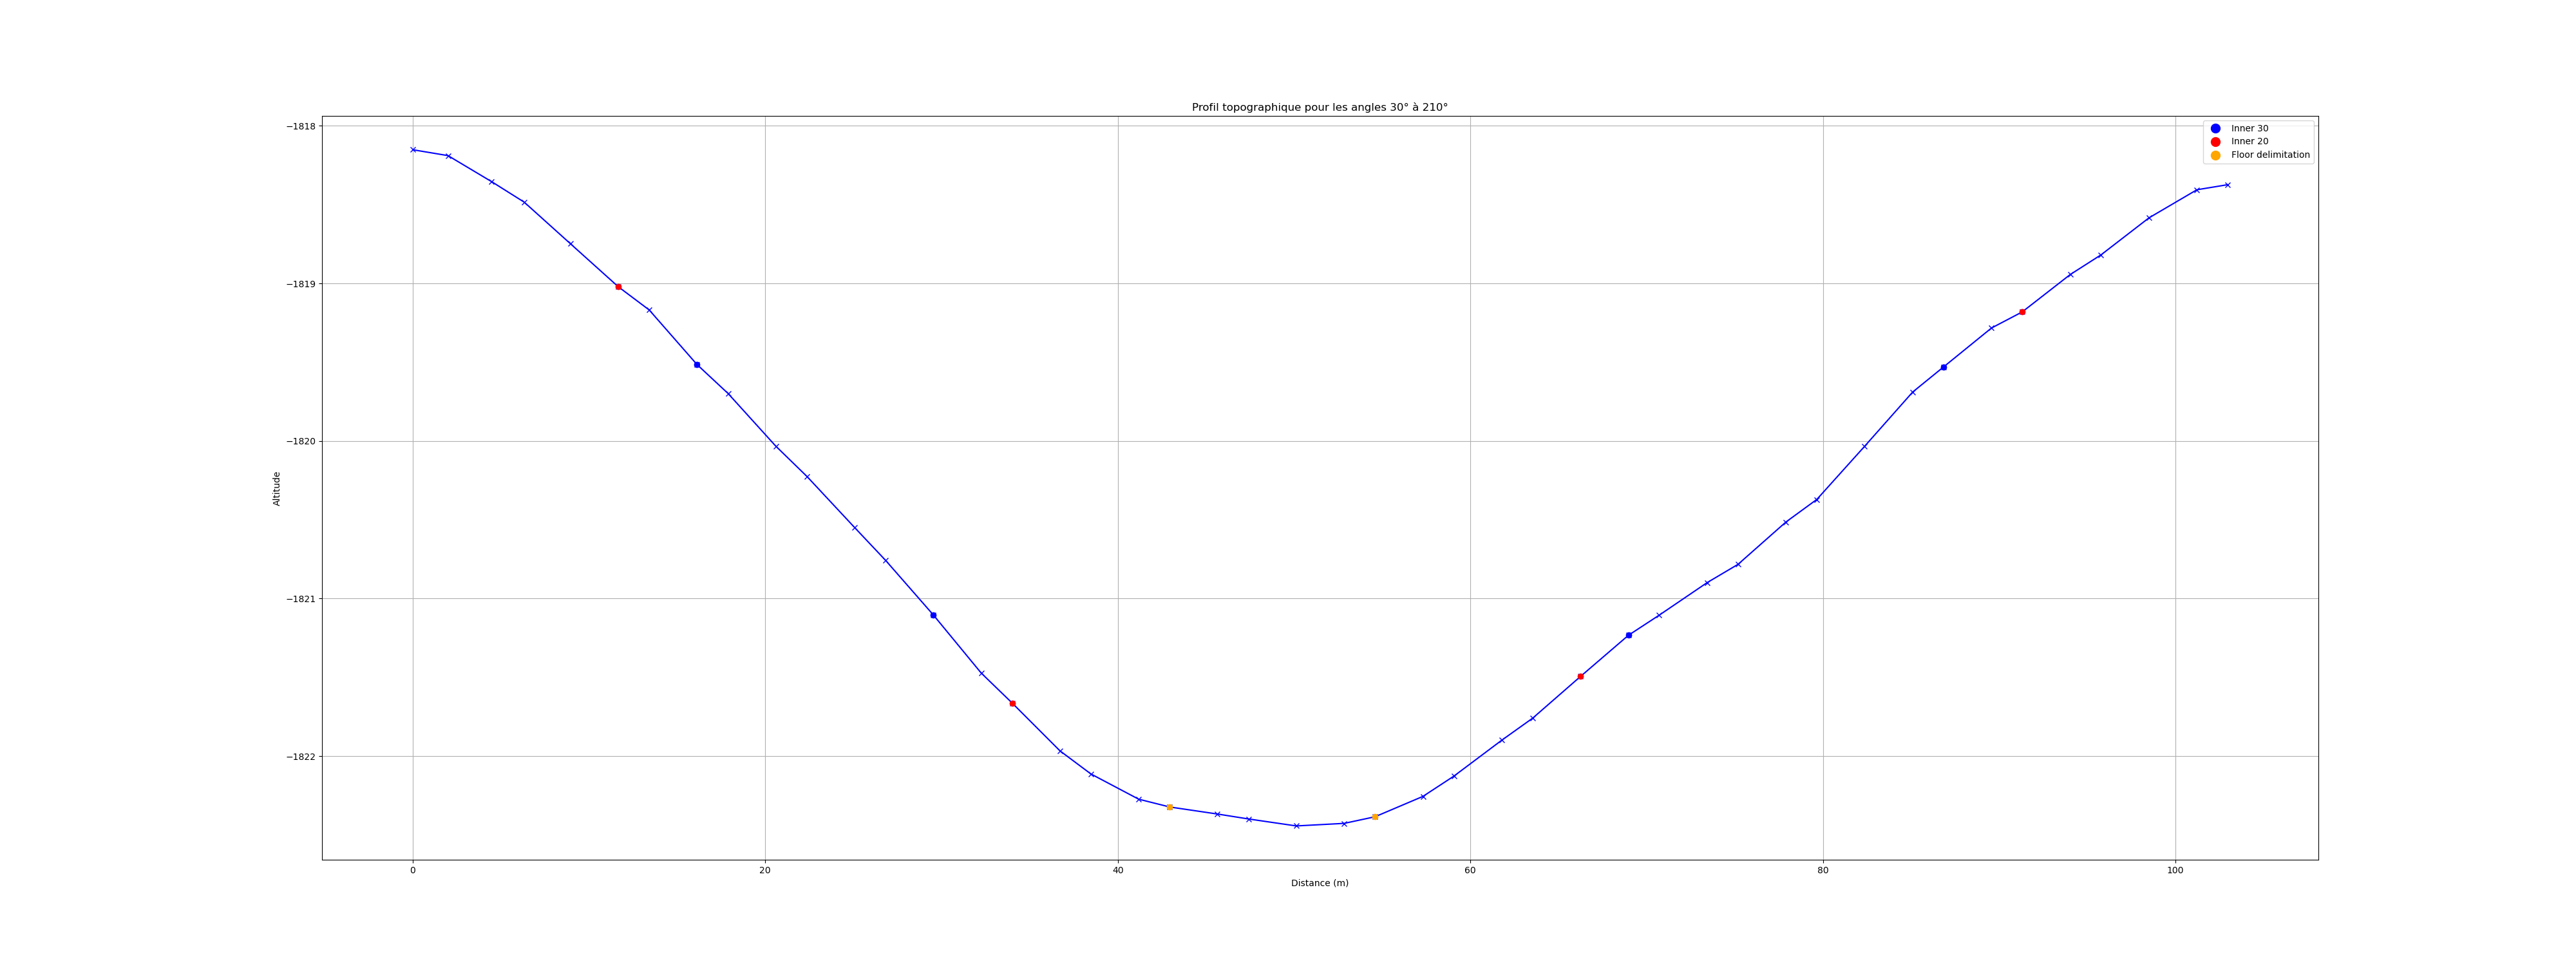 Profil topographique pour les angles 30° à 210°
Inner 30
Inner 20
Floor delimitation
Altitude
−1818
−1819
−1820
−1821
−1822
0
20
40
60
80
100
Distance (m)